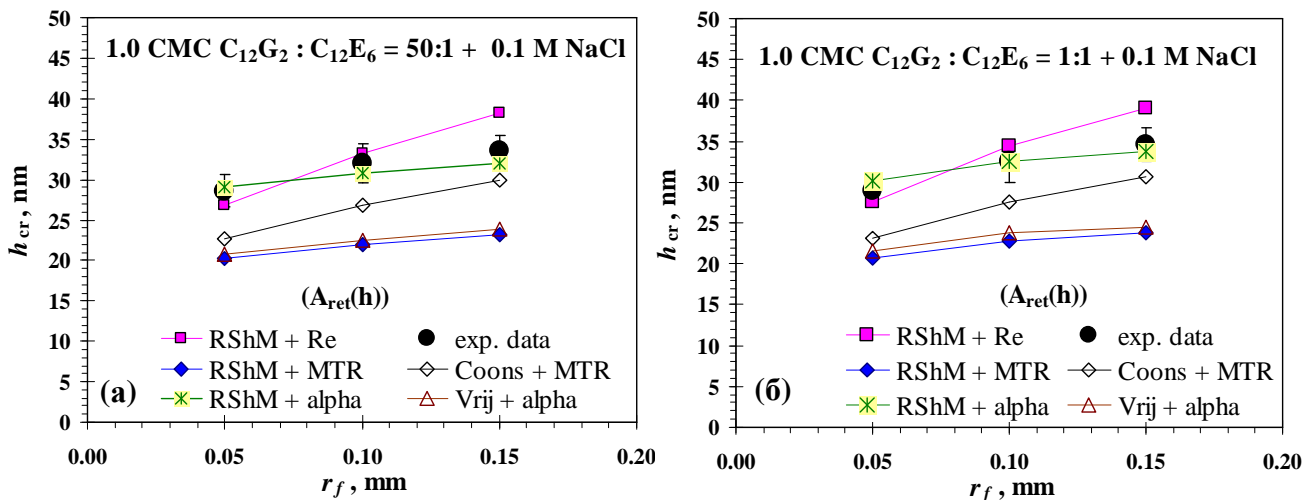 1.0 CMC C₁₂G₂ : C₁₂E₆ = 50:1 + 0.1 M NaCl
h cr , nm
50
45
40
35
30
25
20
15
10
5
0
(A_ret(h))
RShM + Re
exp. data
RShM + MTR
Coons + MTR
RShM + alpha
Vrij + alpha
(а)
0.00 0.05 0.10 0.15 0.20
r_f , mm
1.0 CMC C₁₂G₂ : C₁₂E₆ = 1:1 + 0.1 M NaCl
h cr , nm
50
45
40
35
30
25
20
15
10
5
0
(A_ret(h))
RShM + Re
exp. data
RShM + MTR
Coons + MTR
RShM + alpha
Vrij + alpha
(б)
0.00 0.05 0.10 0.15 0.20
r_f , mm